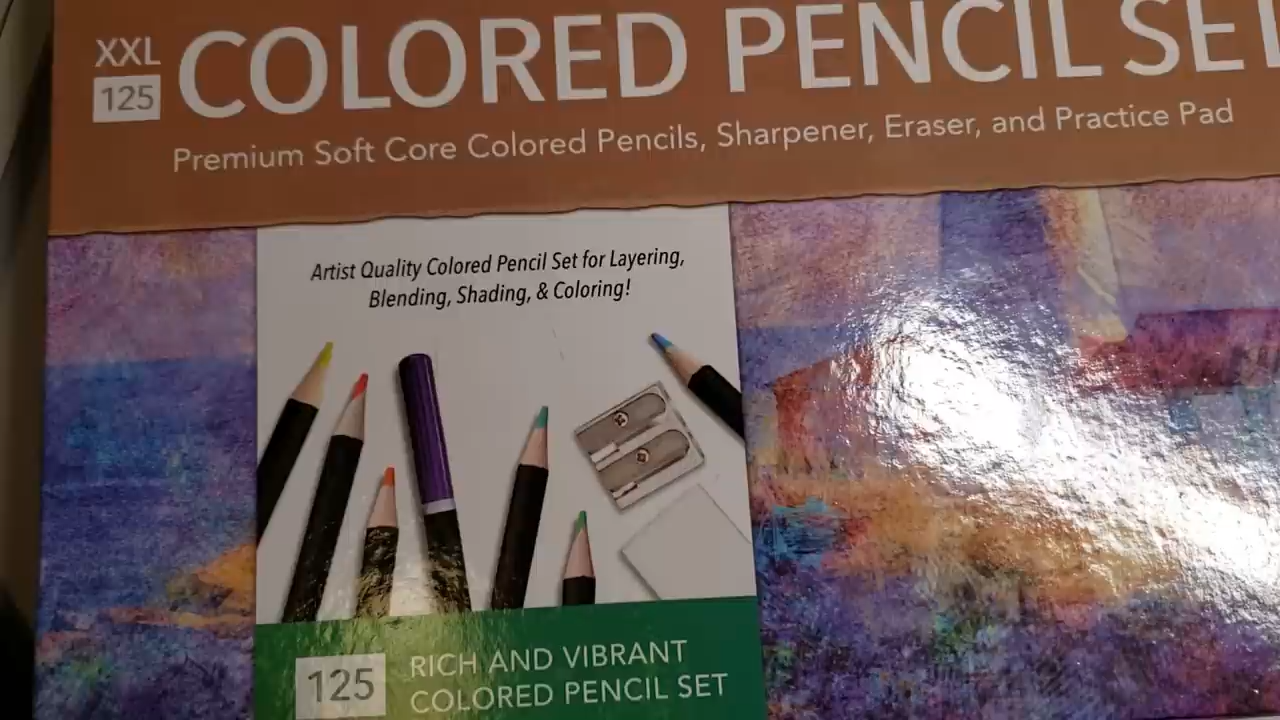 XXL
125
COLORED PENCIL SET
Premium Soft Core Colored Pencils, Sharpener, Eraser, and Practice Pad
Artist Quality Colored Pencil Set for Layering,
Blending, Shading, & Coloring!
125
RICH AND VIBRANT
COLORED PENCIL SET